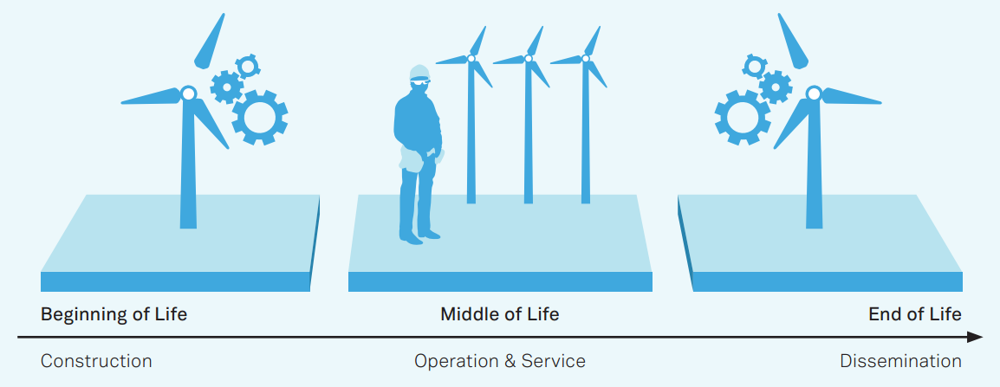 Beginning of Life
Middle of Life
End of Life
Construction
Operation & Service
Dissemination